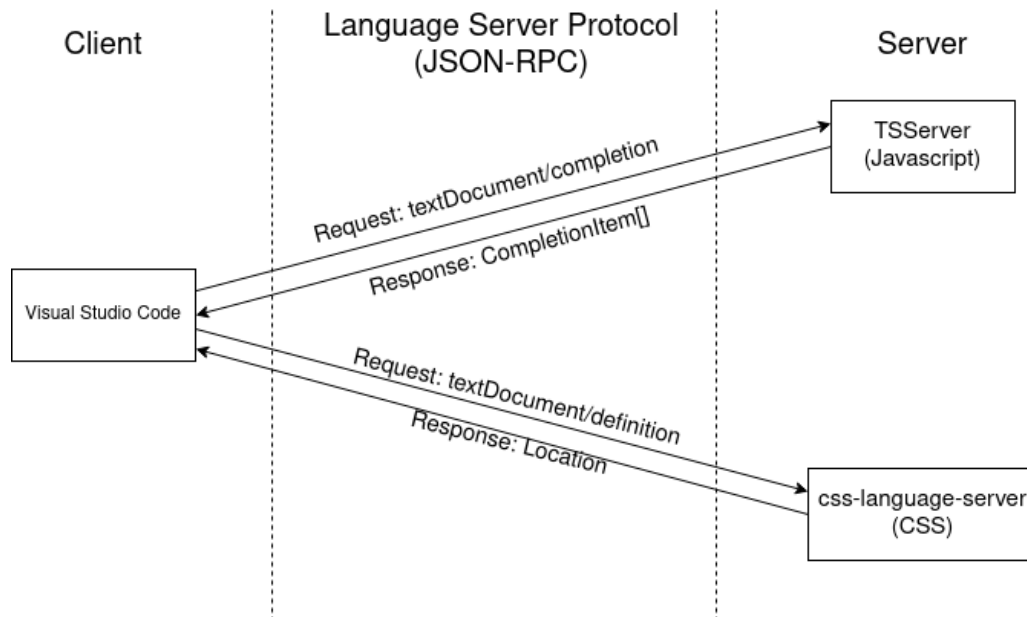 Client
Language Server Protocol
(JSON-RPC)
Server
TSServer
(Javascript)
Request: textDocument/completion
Response: CompletionItem[]
Visual Studio Code
Request: textDocument/definition
Response: Location
css-language-server
(CSS)